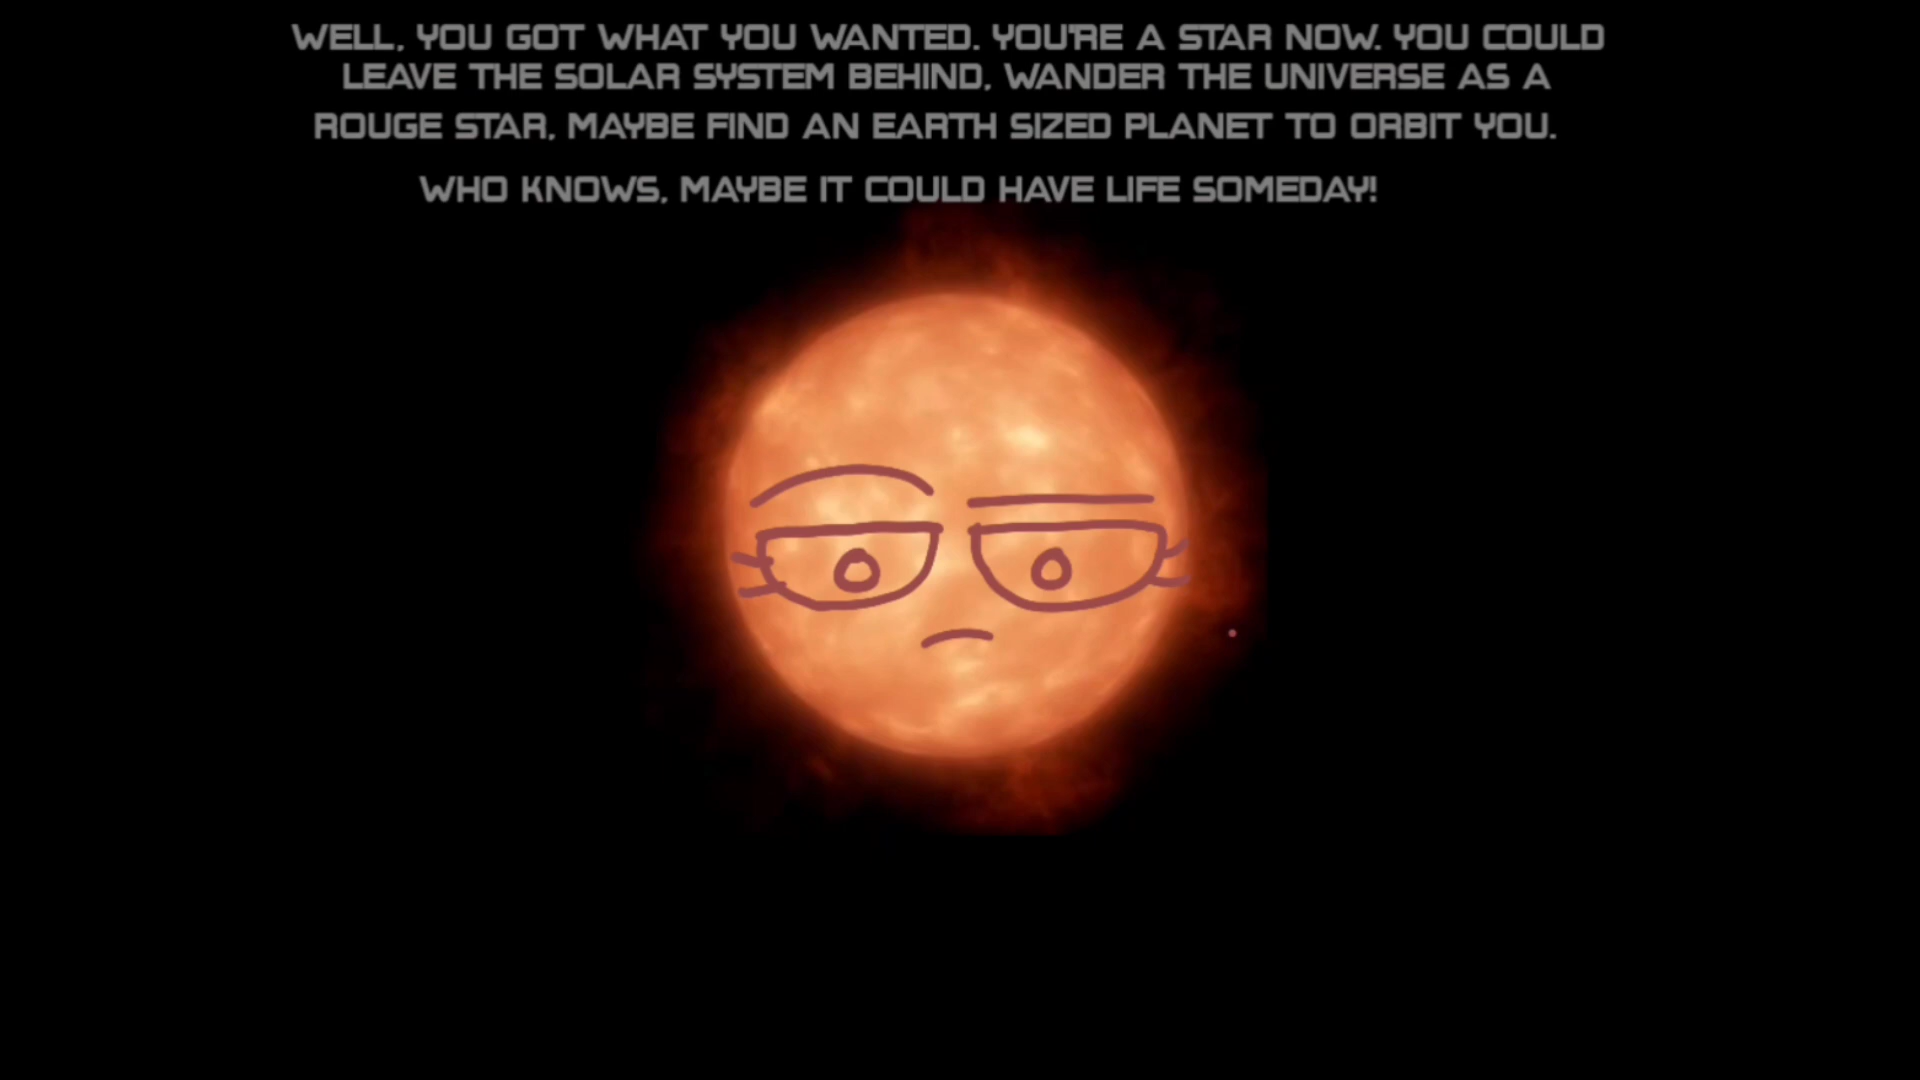 WELL, YOU GOT WHAT YOU WANTED. YOU'RE A STAR NOW. YOU COULD
LEAVE THE SOLAR SYSTEM BEHIND, WANDER THE UNIVERSE AS A
ROUGE STAR, MAYBE FIND AN EARTH SIZED PLANET TO ORBIT YOU.
WHO KNOWS, MAYBE IT COULD HAVE LIFE SOMEDAY!